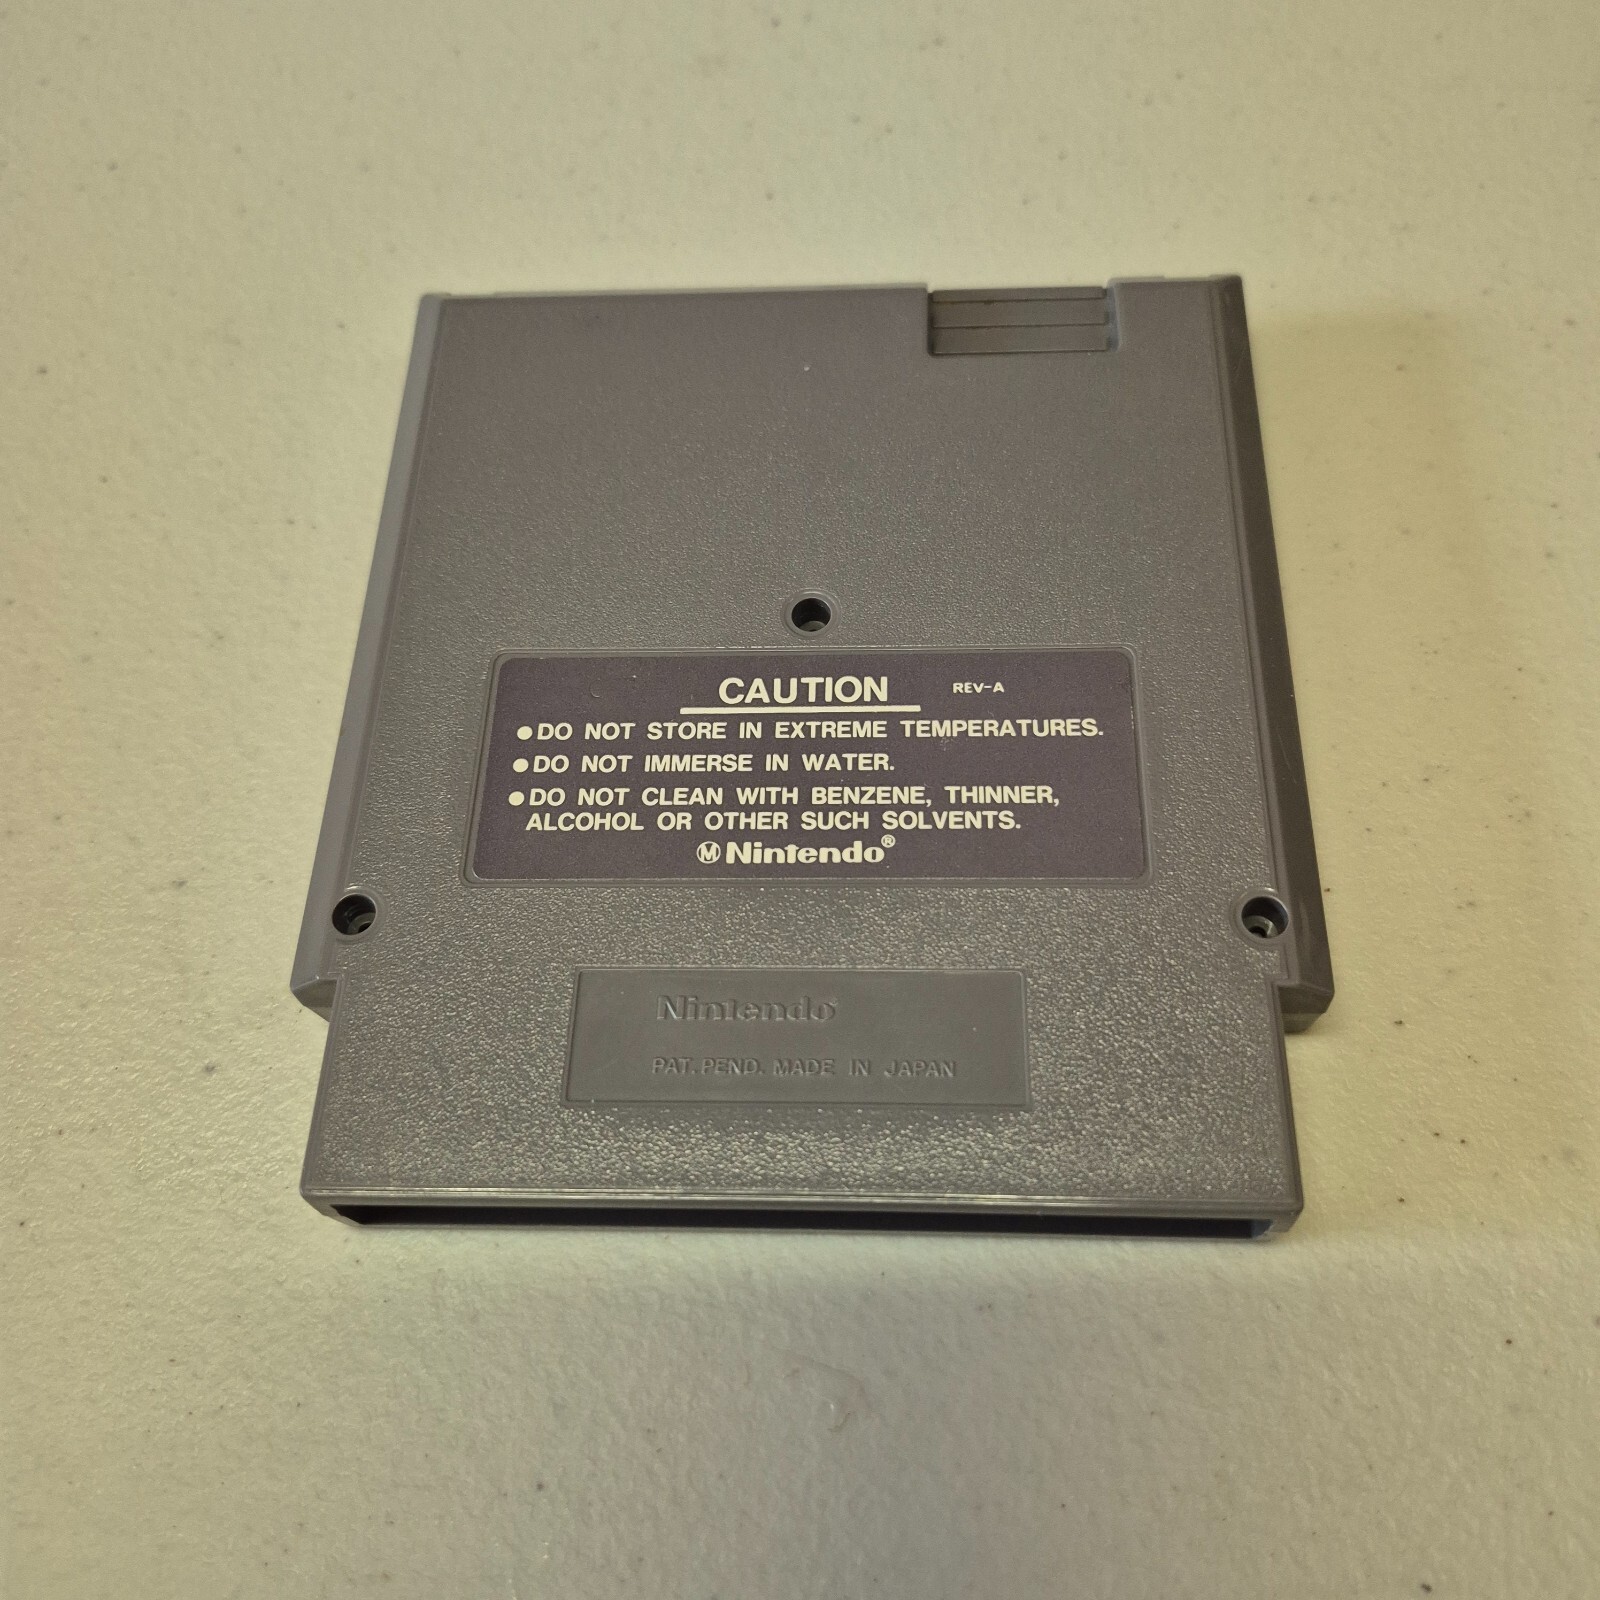 CAUTION REV-A
●DO NOT STORE IN EXTREME TEMPERATURES.
●DO NOT IMMERSE IN WATER.
●DO NOT CLEAN WITH BENZENE, THINNER,
ALCOHOL OR OTHER SUCH SOLVENTS.
Ⓜ Nintendo®
Nintendo
PAT. PEND. MADE IN JAPAN